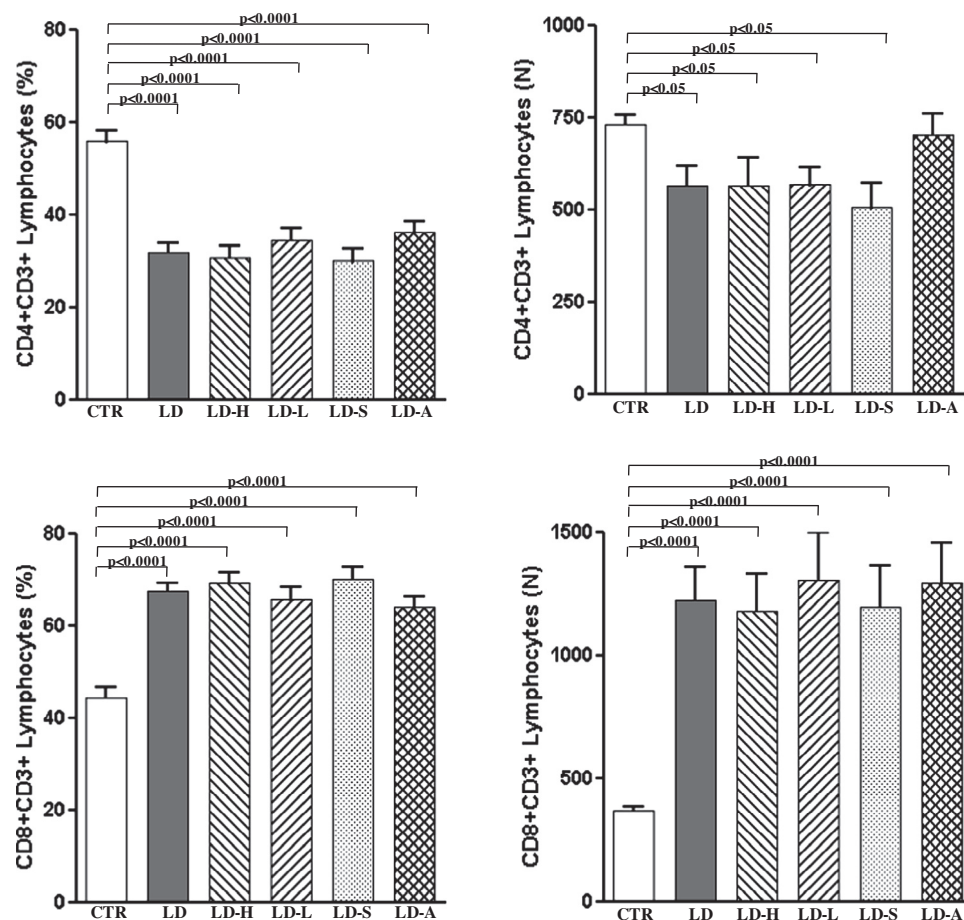 p<0.0001
p<0.0001
p<0.0001
p<0.0001
p<0.0001
CD4+CD3+ Lymphocytes (%)
80
60
40
20
0
CTR LD LD-H LD-L LD-S LD-A
p<0.05
p<0.05
p<0.05
p<0.05
CD4+CD3+ Lymphocytes (N)
1000
750
500
250
0
CTR LD LD-H LD-L LD-S LD-A
p<0.0001
p<0.0001
p<0.0001
p<0.0001
p<0.0001
CD8+CD3+ Lymphocytes (%)
80
60
40
20
0
CTR LD LD-H LD-L LD-S LD-A
p<0.0001
p<0.0001
p<0.0001
p<0.0001
p<0.0001
CD8+CD3+ Lymphocytes (N)
1500
1000
500
0
CTR LD LD-H LD-L LD-S LD-A